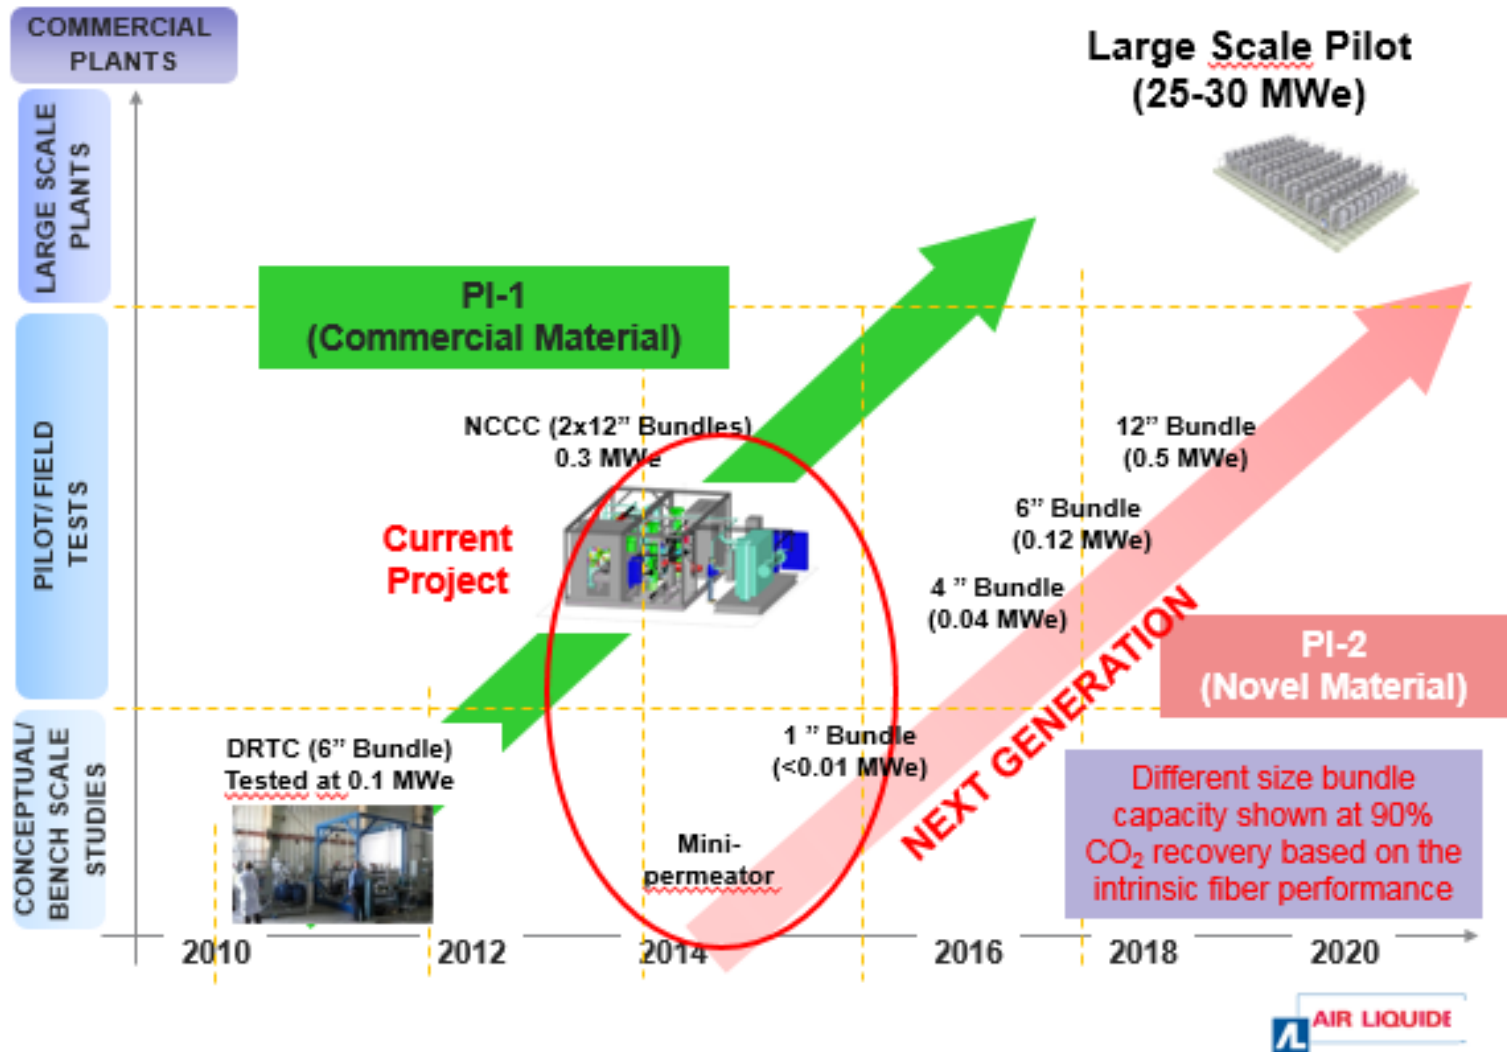 COMMERCIAL
PLANTS
LARGE SCALE
PLANTS
PILOT/FIELD
TESTS
CONCEPTUAL/
BENCH SCALE
STUDIES
Large Scale Pilot
(25-30 MWe)
PI-1
(Commercial Material)
NCCC (2x12” Bundles)
0.3 MWe
Current
Project
DRTC (6” Bundle)
Tested at 0.1 MWe
12” Bundle
(0.5 MWe)
6” Bundle
(0.12 MWe)
4 ” Bundle
(0.04 MWe)
1 ” Bundle
(<0.01 MWe)
Mini-
permeator
NEXT GENERATION
PI-2
(Novel Material)
Different size bundle
capacity shown at 90%
CO₂ recovery based on the
intrinsic fiber performance
2010
2012
2014
2016
2018
2020
AL AIR LIQUIDE